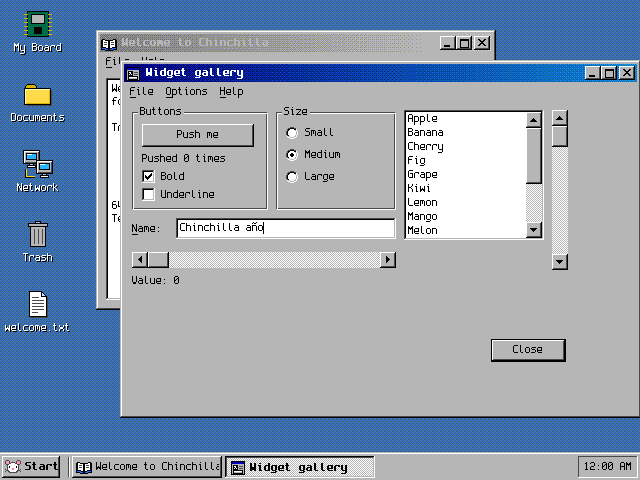 My Board
Documents
Network
Trash
welcome.txt
Welcome to Chinchilla
Widget gallery
File Options Help
Buttons
Push me
Pushed 0 times
Bold
Underline
Size
Small
Medium
Large
Apple
Banana
Cherry
Fig
Grape
Kiwi
Lemon
Mango
Melon
Name: Chinchilla año
Value: 0
Close
Start
Welcome to Chinchilla
Widget gallery
12:00 AM